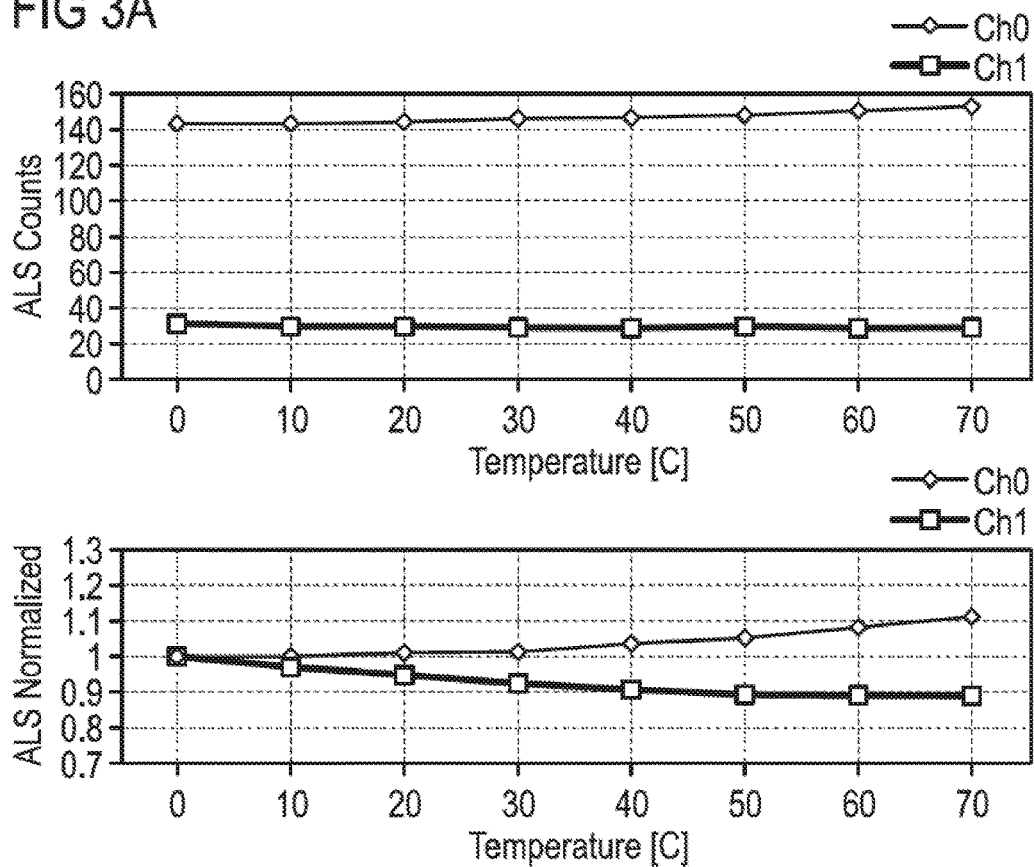 FIG 3A
Ch0
Ch1
ALS Counts
160
140
120
100
80
60
40
20
0
0 10 20 30 40 50 60 70
Temperature [C]
Ch0
Ch1
ALS Normalized
1.3
1.2
1.1
1
0.9
0.8
0.7
0 10 20 30 40 50 60 70
Temperature [C]